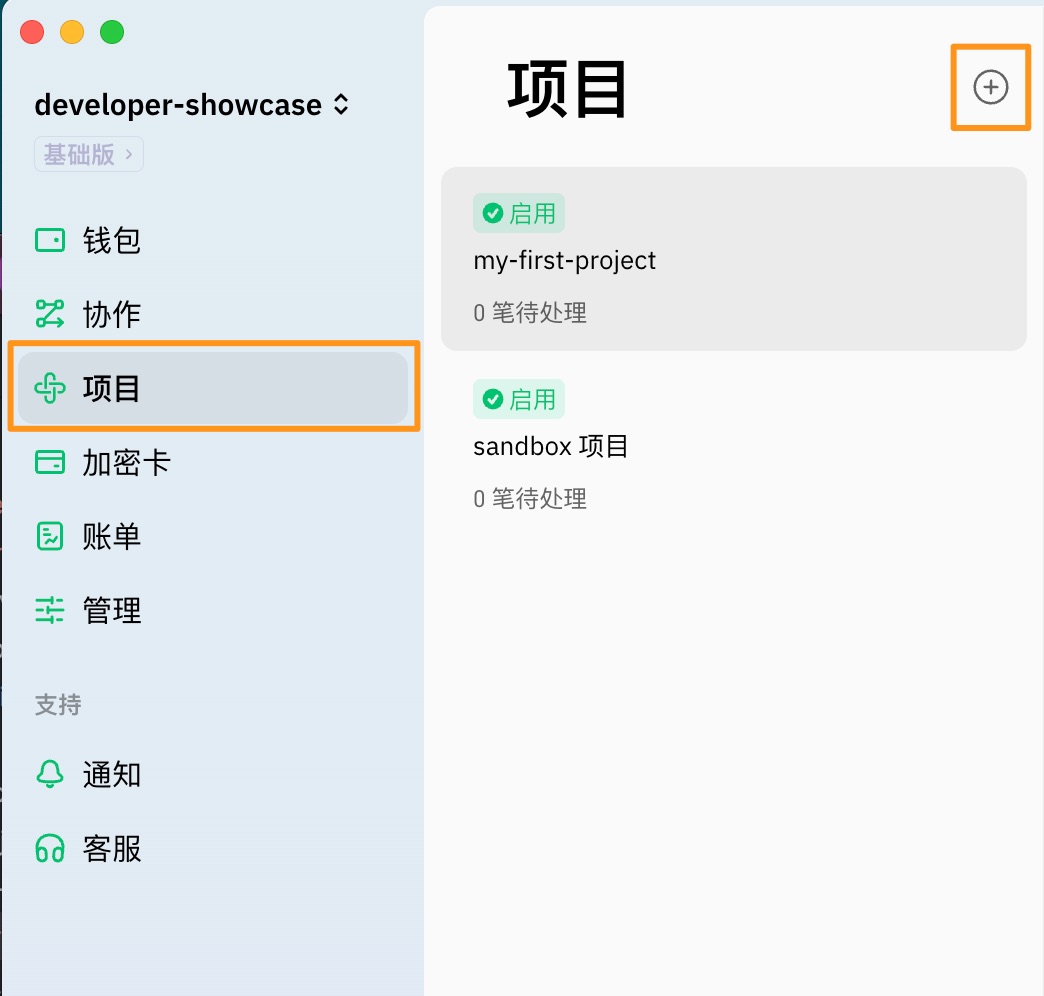 developer-showcase
基础版
钱包
协作
项目
加密卡
账单
管理
支持
通知
客服
项目
启用
my-first-project
0 笔待处理
启用
sandbox 项目
0 笔待处理